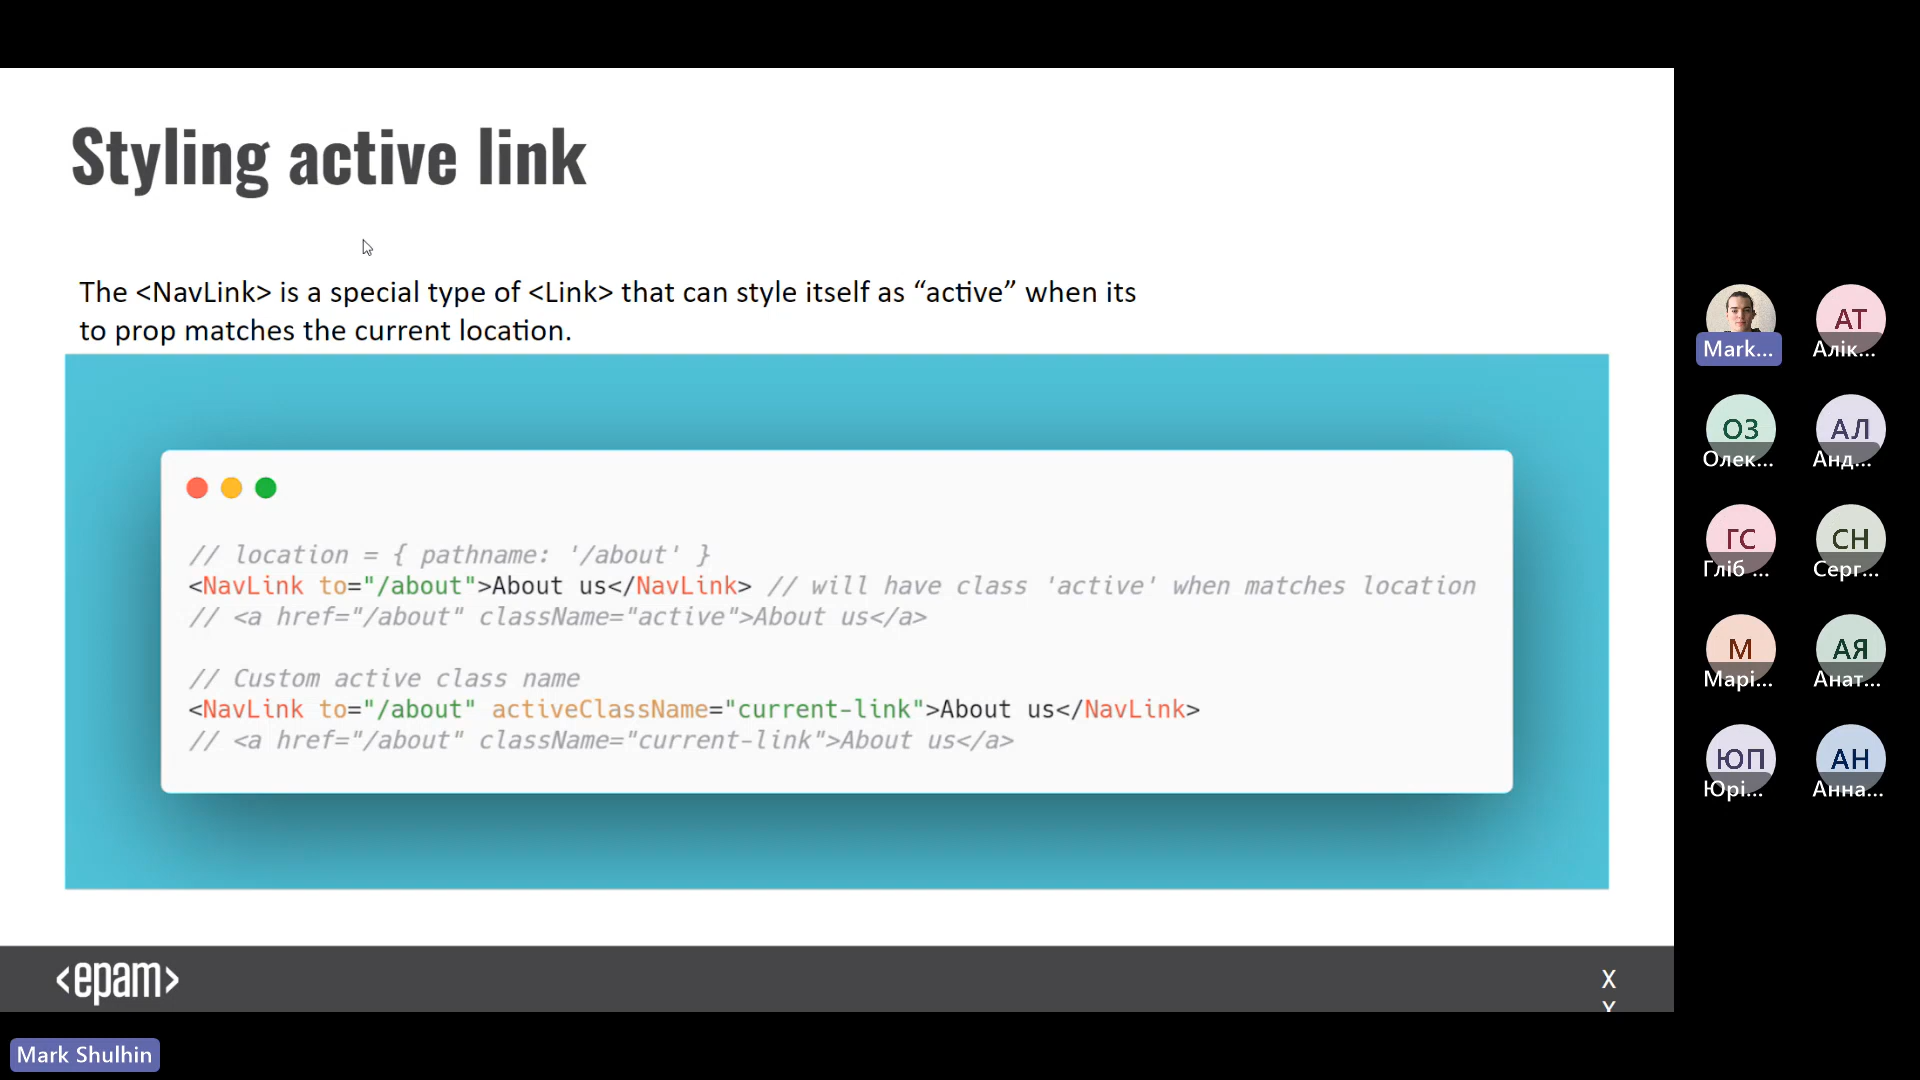 Styling active link
The <NavLink> is a special type of <Link> that can style itself as “active” when its
to prop matches the current location.
// location = { pathname: '/about' }
<NavLink to="/about">About us</NavLink> // will have class 'active' when matches location
// <a href="/about" className="active">About us</a>
// Custom active class name
<NavLink to="/about" activeClassName="current-link">About us</NavLink>
// <a href="/about" className="current-link">About us</a>
<epam>
X
Y
Mark Shulhin
Mark...
АТ
Алік...
ОЗ
Олек...
АЛ
Анд...
ГС
Гліб ...
СН
Серг...
М
Марі...
АЯ
Анат...
ЮП
Юрі...
АН
Анна...